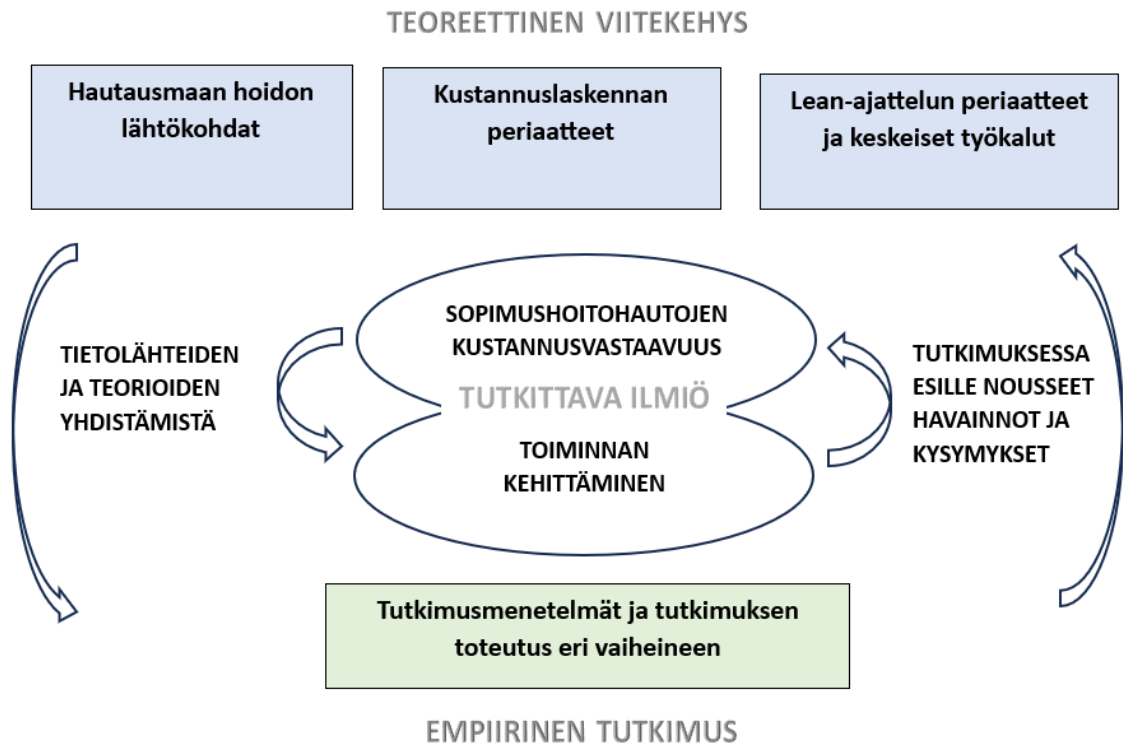 TEOREETTINEN VIITEKEHYS
Hautausmaan hoidon
lähtökohdat
Kustannuslaskennan
periaatteet
Lean-ajattelun periaatteet
ja keskeiset työkalut
TIETOLÄHTEIDEN
JA TEORIOIDEN
YHDISTÄMISTÄ
SOPIMUSHOITOHAUTOJEN
KUSTANNUSVASTAAVUUS
TUTKITTAVA ILMIÖ
TOIMINNAN
KEHITTÄMINEN
TUTKIMUKSESSA
ESILLE NOUSSEET
HAVAINNOT JA
KYSYMYKSET
Tutkimusmenetelmät ja tutkimuksen
toteutus eri vaiheineen
EMPIIRINEN TUTKIMUS